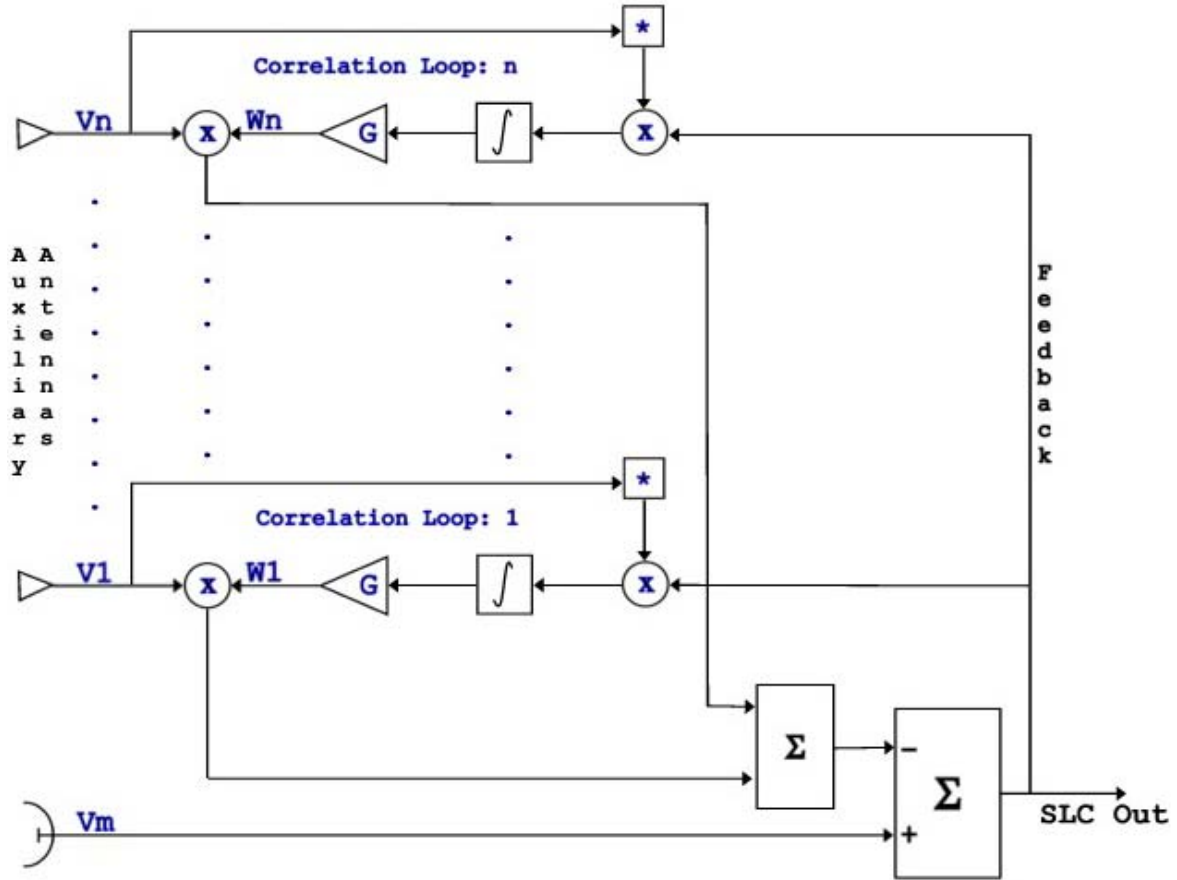 *
Correlation Loop: n
Vn
x
Wn
G
∫
x
Auxiliary
Antennas
Feedback
*
Correlation Loop: 1
V1
x
W1
G
∫
x
Σ
−
Σ
SLC Out
Vm
+